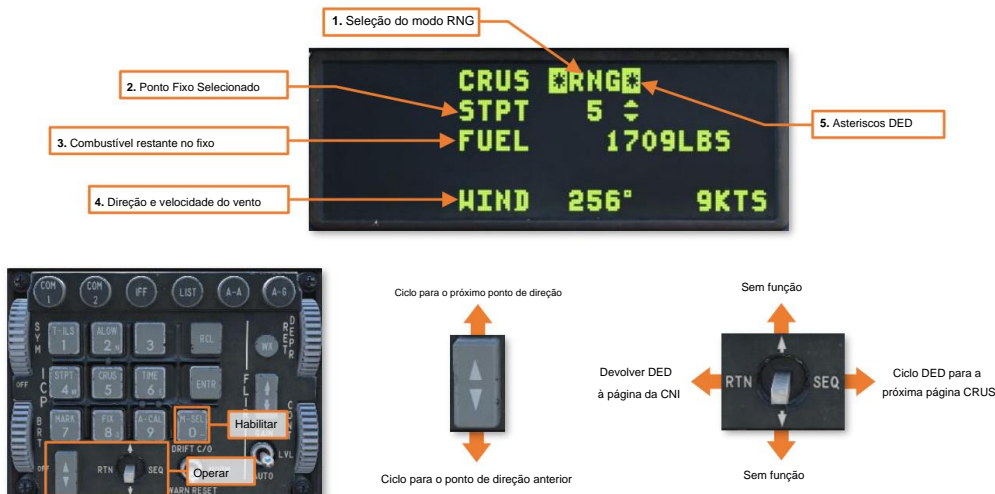 1. Seleção do modo RNG
CRUS *RNG*
2. Ponto Fixo Selecionado
STPT 5
5. Asteriscos DED
3. Combustível restante no fixo
FUEL 1709LBS
4. Direção e velocidade do vento
WIND 256° 9KTS
COM 1
COM 2
IFF
LIST
A-A
A-G
SYM
RET DEPR
T-ILS 1
ALOW 2 N
3
RCL
WX
OFF
ICP
STPT 4 W
CRUS 5
TIME 6 E
ENTR
BRT
MARK 7
FIX 8 S
A-CAL 9
M-SEL 0 -
Habilitar
CONT
DRIFT C/O
OFF
RTN
SEQ
Operar
LVL
AUTO
WARN RESET
Ciclo para o próximo ponto de direção
Ciclo para o ponto de direção anterior
Sem função
Devolver DED
à página da CNI
RTN
SEQ
Ciclo DED para a
próxima página CRUS
Sem função